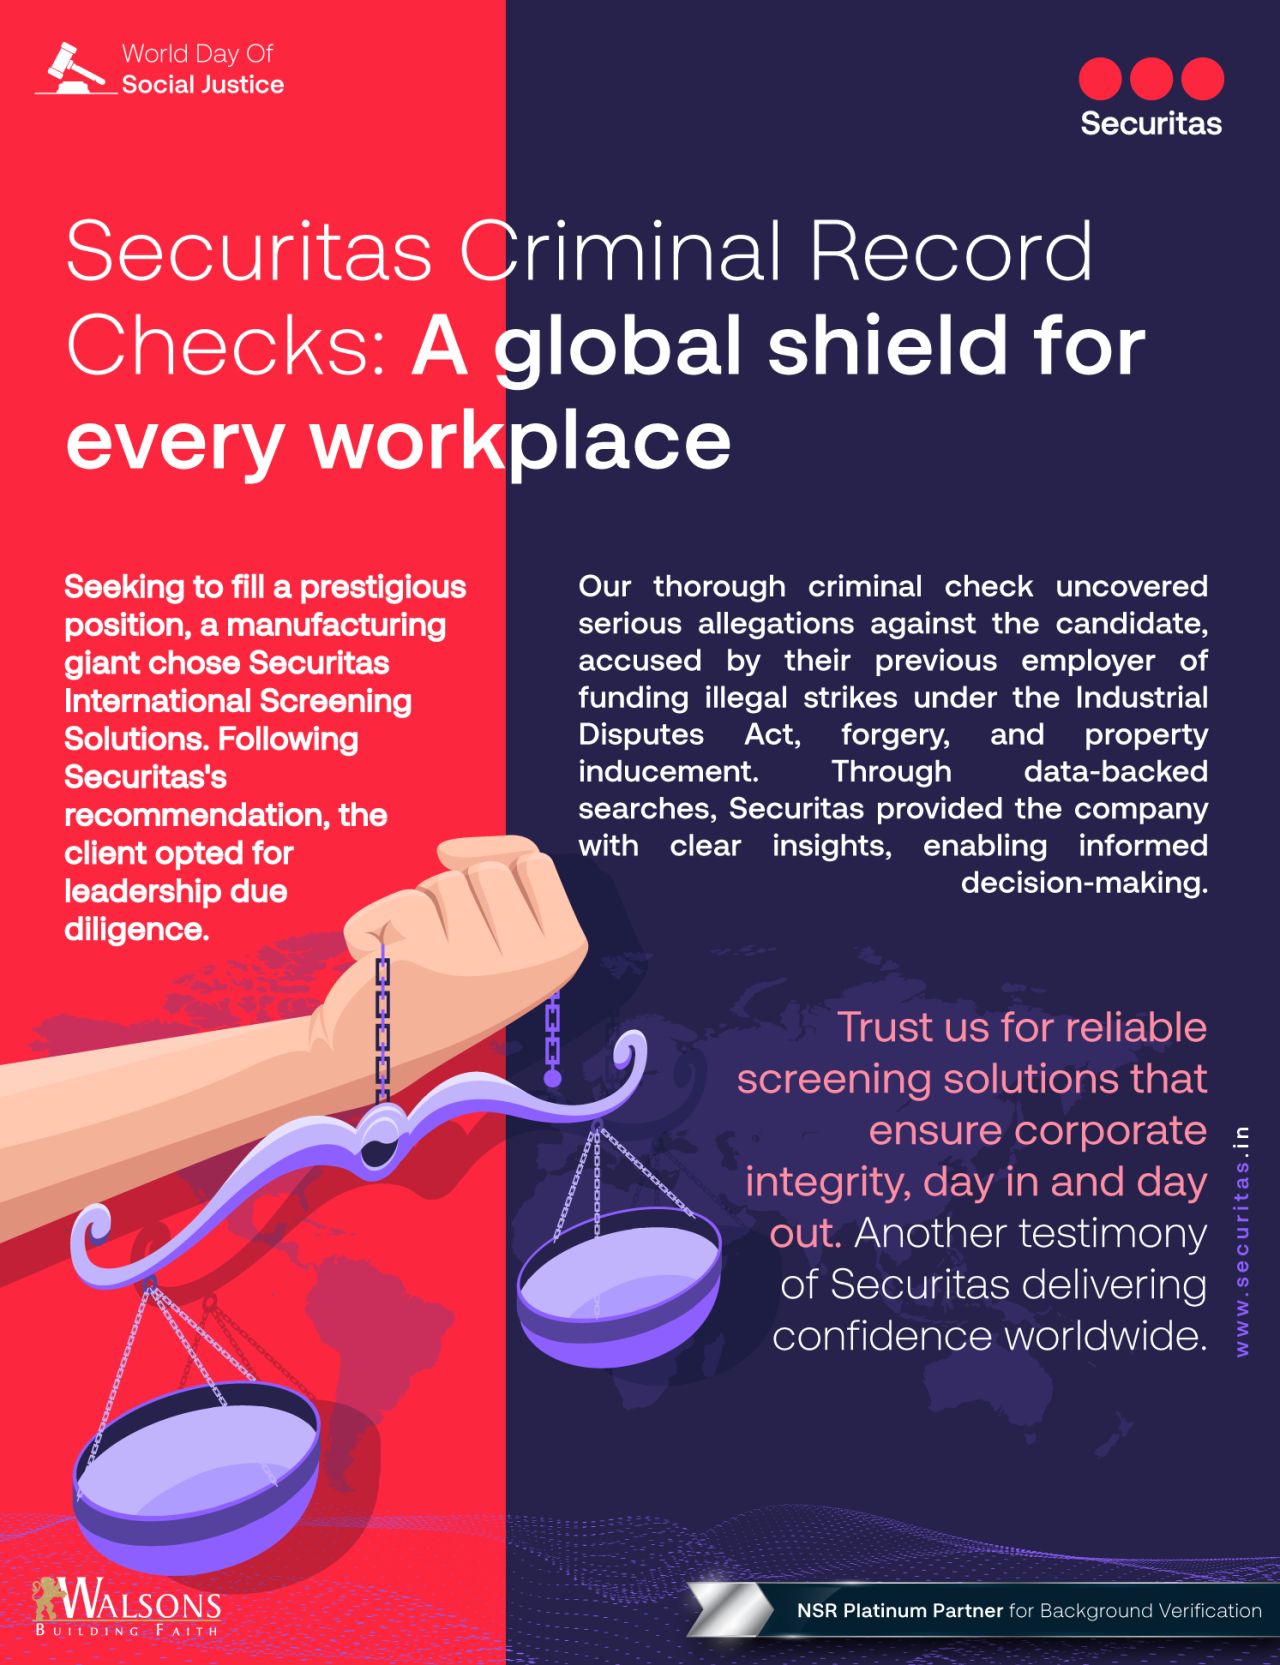 World Day Of
Social Justice
Securitas
Securitas Criminal Record
Checks: A global shield for
every workplace
Seeking to fill a prestigious
position, a manufacturing
giant chose Securitas
International Screening
Solutions. Following
Securitas's
recommendation, the
client opted for
leadership due
diligence.
Our thorough criminal check uncovered
serious allegations against the candidate,
accused by their previous employer of
funding illegal strikes under the Industrial
Disputes Act, forgery, and property
inducement. Through data-backed
searches, Securitas provided the company
with clear insights, enabling informed
decision-making.
Trust us for reliable
screening solutions that
ensure corporate
integrity, day in and day
out. Another testimony
of Securitas delivering
confidence worldwide.
www.securitas.in
WALSONS
BUILDING FAITH
NSR Platinum Partner for Background Verification